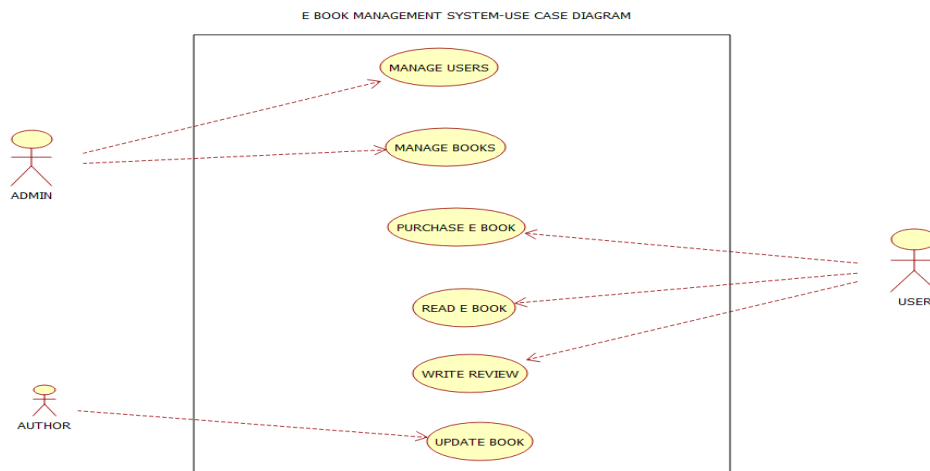 E BOOK MANAGEMENT SYSTEM-USE CASE DIAGRAM
MANAGE USERS
MANAGE BOOKS
ADMIN
PURCHASE E BOOK
USER
READ E BOOK
WRITE REVIEW
AUTHOR
UPDATE BOOK